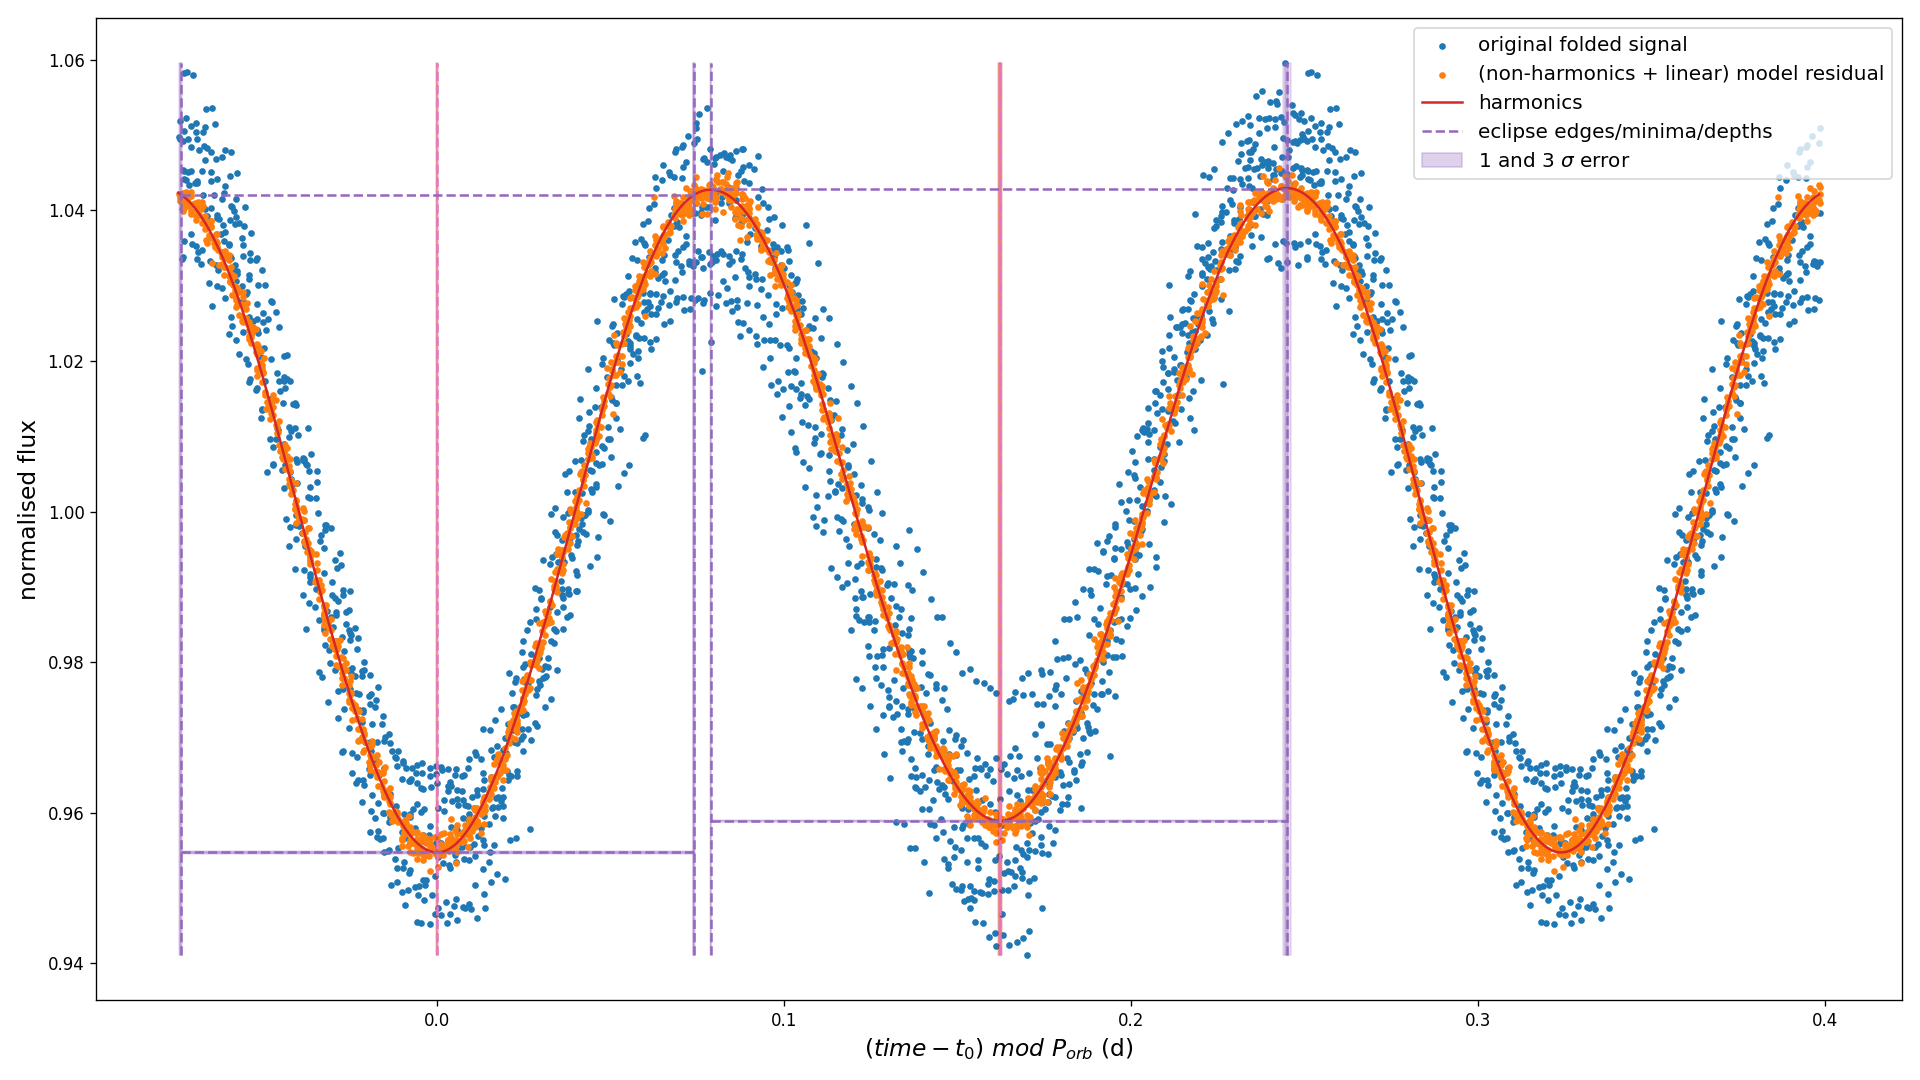 original folded signal
(non-harmonics + linear) model residual
harmonics
eclipse edges/minima/depths
1 and 3 σ error
normalised flux
1.06
1.04
1.02
1.00
0.98
0.96
0.94
0.0 0.1 0.2 0.3 0.4
(time − t₀) mod P_orb (d)